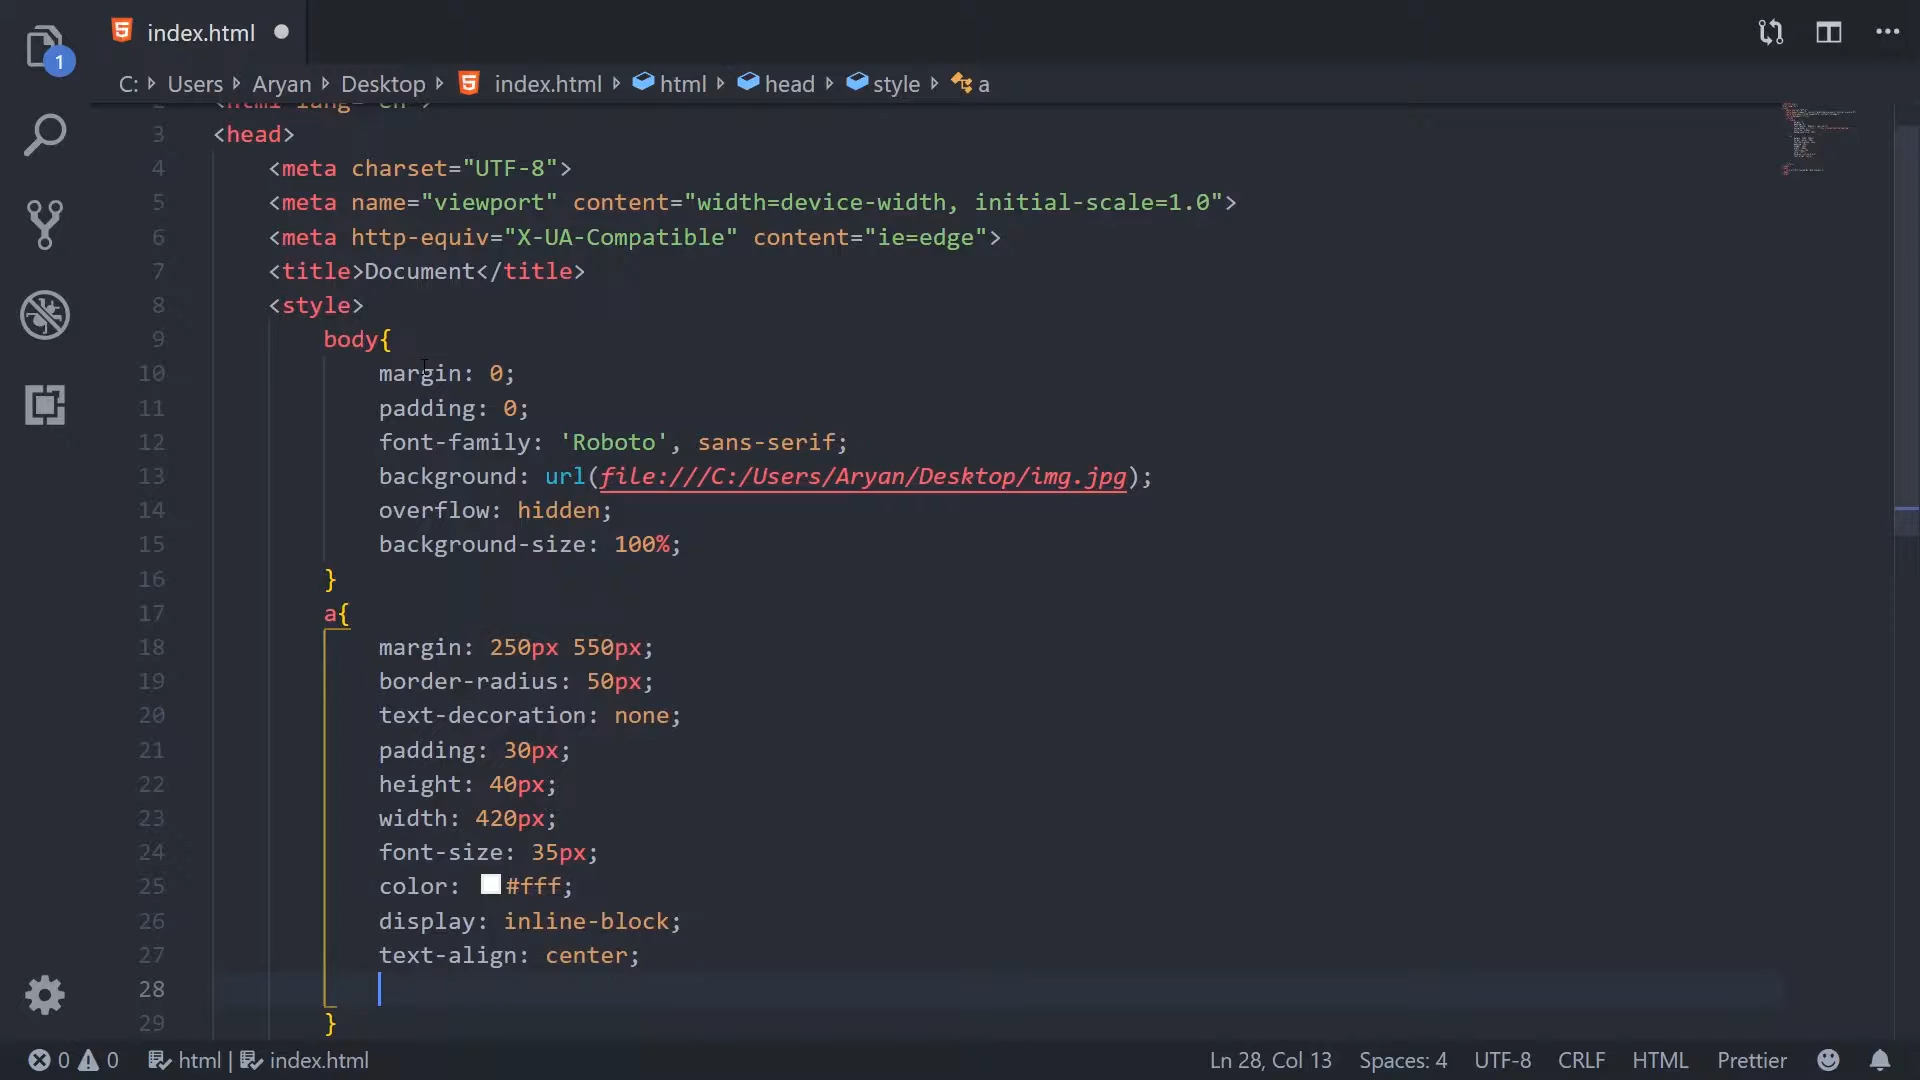 index.html
1
C: Users Aryan Desktop index.html html head style a
2 <html lang="en">
3 <head>
4 <meta charset="UTF-8">
5 <meta name="viewport" content="width=device-width, initial-scale=1.0">
6 <meta http-equiv="X-UA-Compatible" content="ie=edge">
7 <title>Document</title>
8 <style>
9 body{
10 margin: 0;
11 padding: 0;
12 font-family: 'Roboto', sans-serif;
13 background: url(file:///C:/Users/Aryan/Desktop/img.jpg);
14 overflow: hidden;
15 background-size: 100%;
16 }
17 a{
18 margin: 250px 550px;
19 border-radius: 50px;
20 text-decoration: none;
21 padding: 30px;
22 height: 40px;
23 width: 420px;
24 font-size: 35px;
25 color: #fff;
26 display: inline-block;
27 text-align: center;
28
29 }
0 0 html | index.html Ln 28, Col 13 Spaces: 4 UTF-8 CRLF HTML Prettier